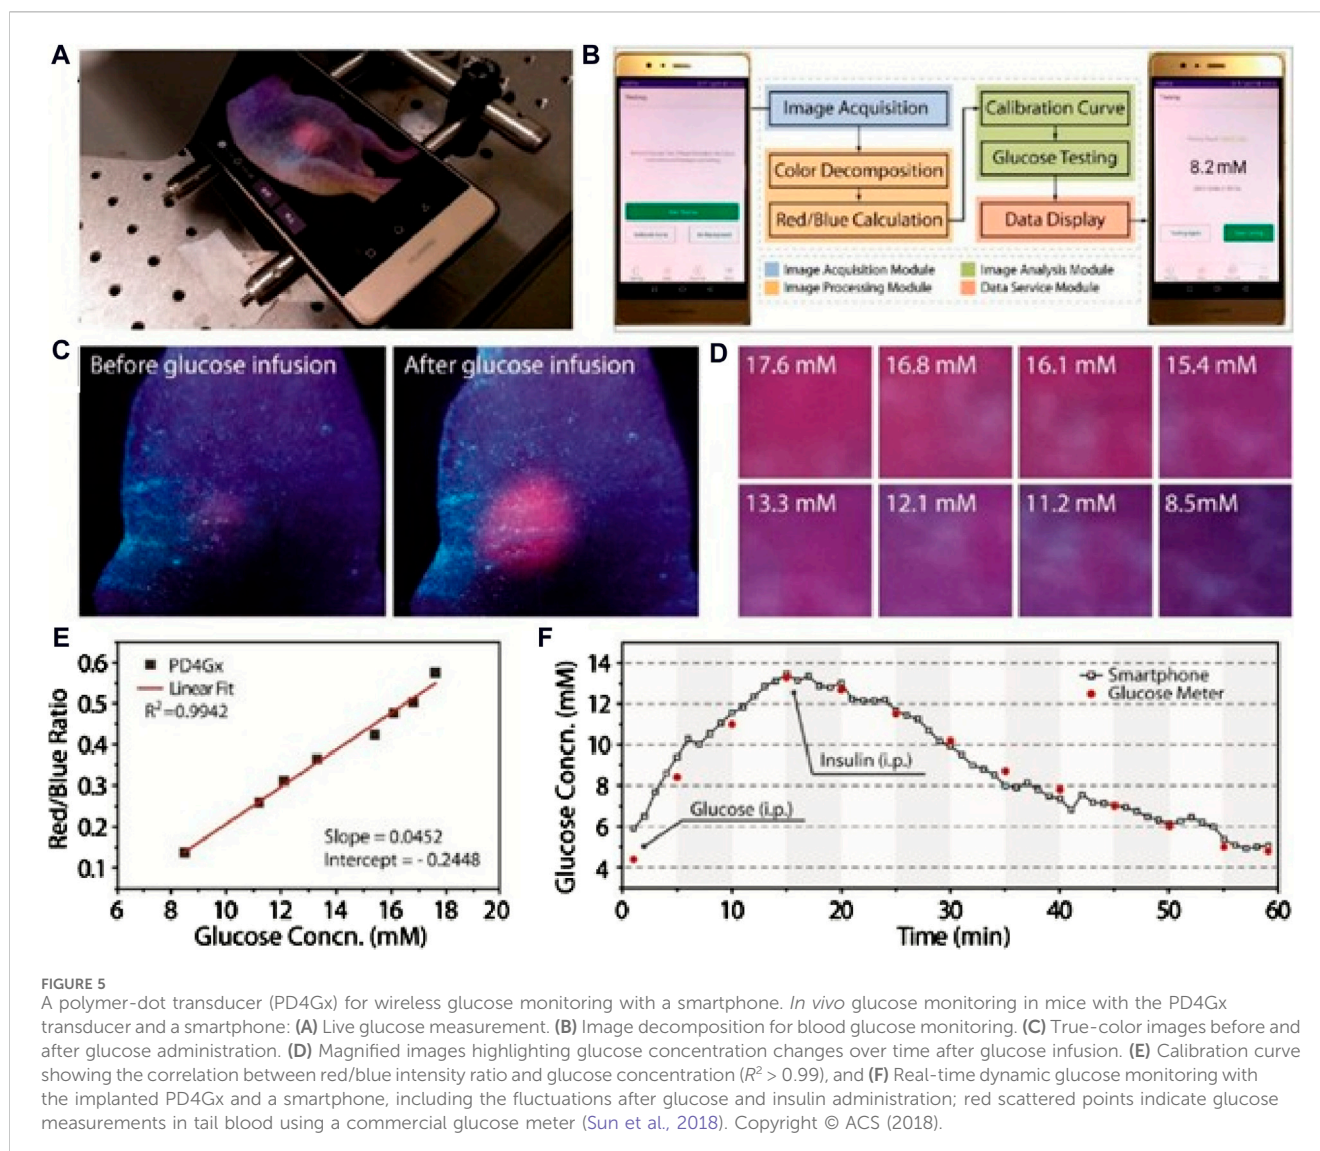 A
B
Image Acquisition
Color Decomposition
Red/Blue Calculation
Calibration Curve
Glucose Testing
Data Display
8.2 mM
Image Acquisition Module
Image Processing Module
Image Analysis Module
Data Service Module
C
Before glucose infusion
After glucose infusion
D
17.6 mM
16.8 mM
16.1 mM
15.4 mM
13.3 mM
12.1 mM
11.2 mM
8.5mM
E
Red/Blue Ratio
0.6
0.5
0.4
0.3
0.2
0.1
PD4Gx
Linear Fit
R²=0.9942
Slope = 0.0452
Intercept = - 0.2448
6 8 10 12 14 16 18 20
Glucose Concn. (mM)
F
Glucose Concn. (mM)
14
12
10
8
6
4
Smartphone
Glucose Meter
Insulin (i.p.)
Glucose (i.p.)
0 10 20 30 40 50 60
Time (min)
FIGURE 5
A polymer-dot transducer (PD4Gx) for wireless glucose monitoring with a smartphone. In vivo glucose monitoring in mice with the PD4Gx
transducer and a smartphone: (A) Live glucose measurement. (B) Image decomposition for blood glucose monitoring. (C) True-color images before and
after glucose administration. (D) Magnified images highlighting glucose concentration changes over time after glucose infusion. (E) Calibration curve
showing the correlation between red/blue intensity ratio and glucose concentration (R² > 0.99), and (F) Real-time dynamic glucose monitoring with
the implanted PD4Gx and a smartphone, including the fluctuations after glucose and insulin administration; red scattered points indicate glucose
measurements in tail blood using a commercial glucose meter (Sun et al., 2018). Copyright © ACS (2018).